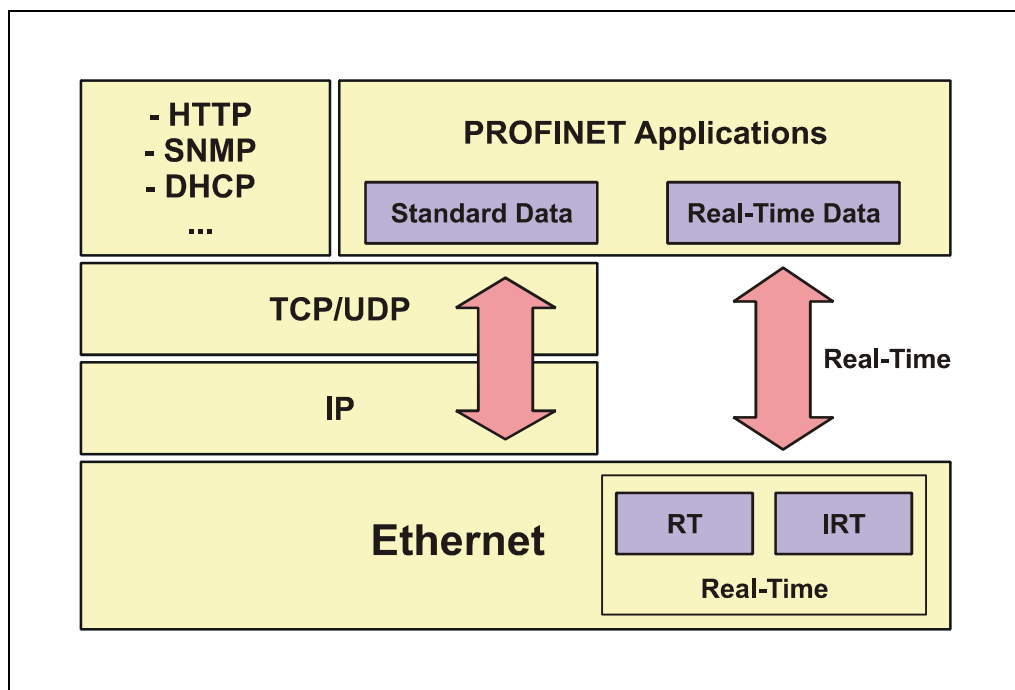 - HTTP
- SNMP
- DHCP
...
PROFINET Applications
Standard Data
Real-Time Data
TCP/UDP
Real-Time
IP
Ethernet
RT
IRT
Real-Time